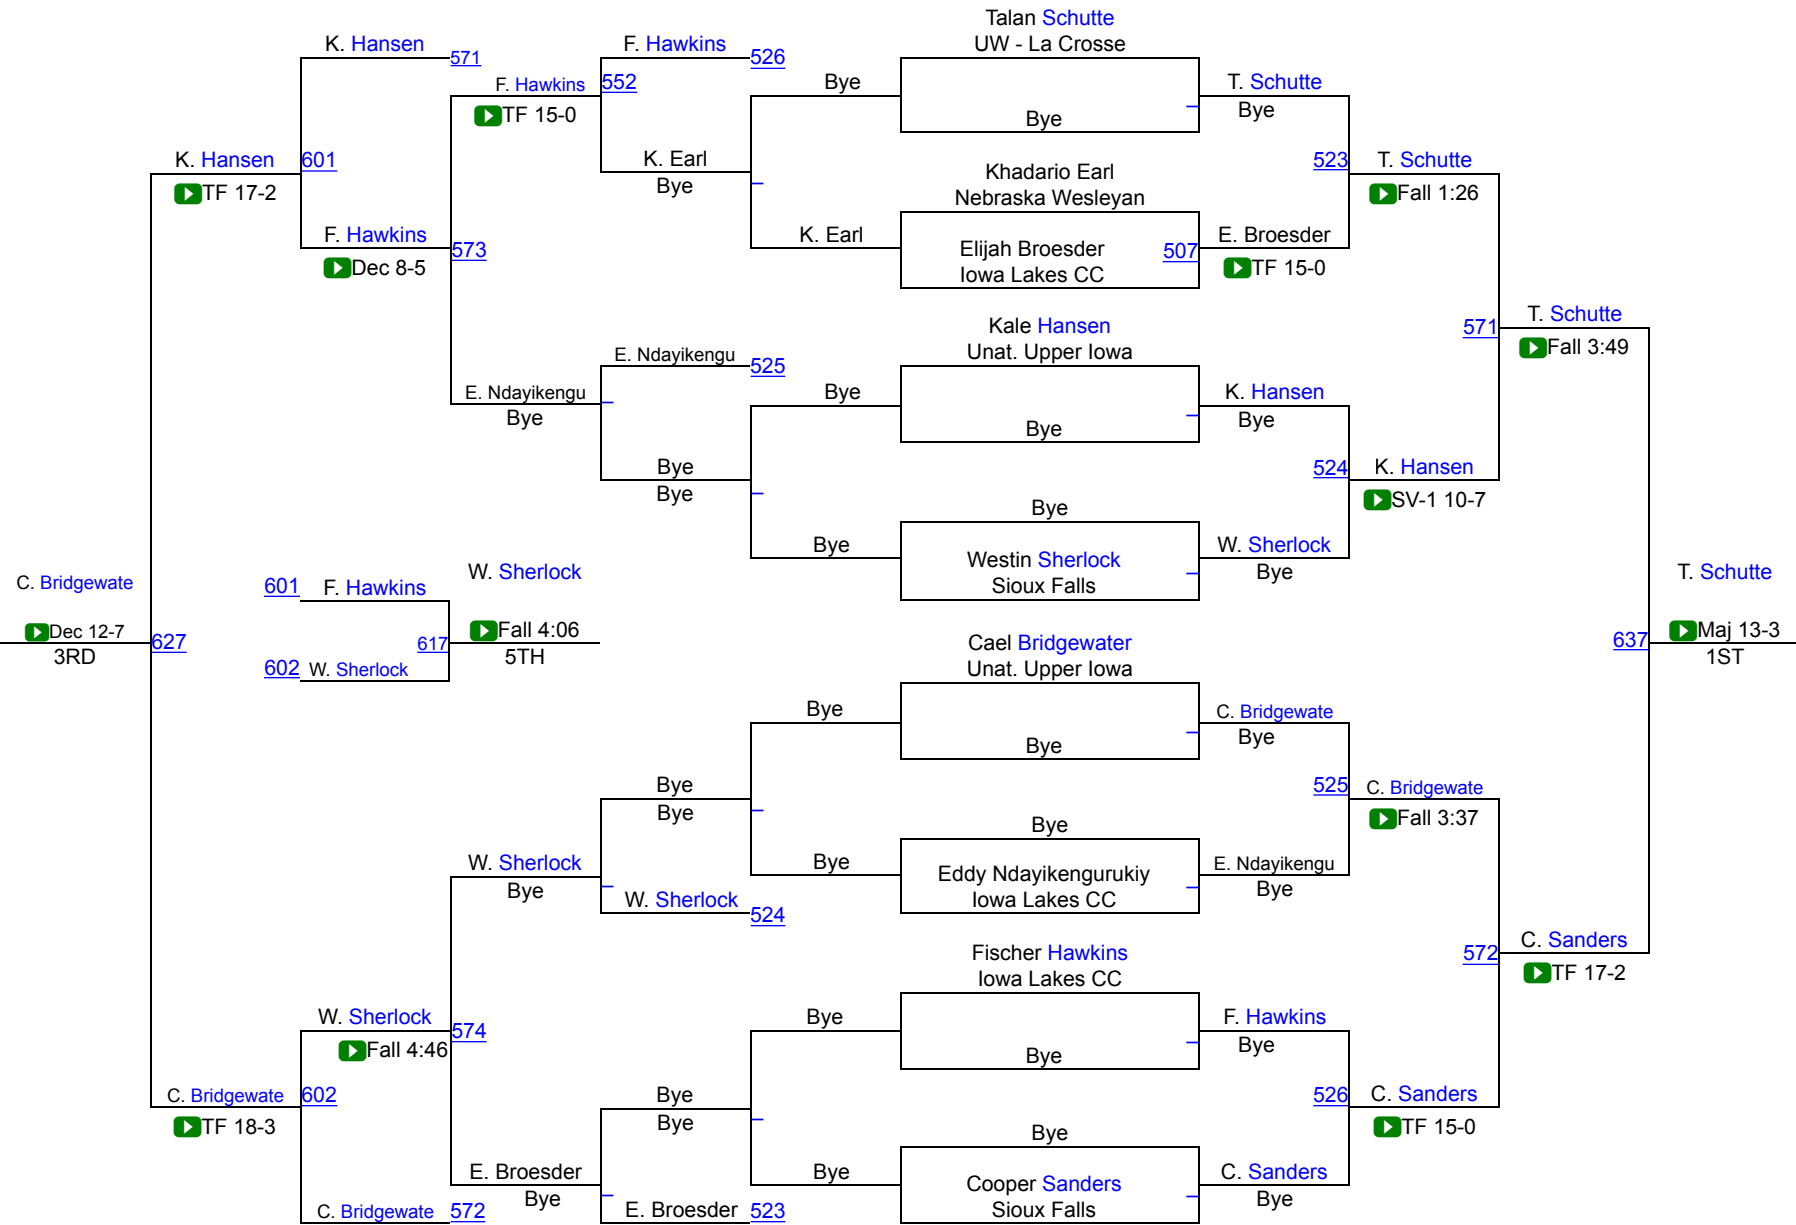 Talan Schutte
UW - La Crosse
K. Hansen
571
F. Hawkins
526
F. Hawkins
552
Bye
T. Schutte
Bye
TF 15-0
Bye
K. Hansen
601
K. Earl
Bye
Khadario Earl
Nebraska Wesleyan
523
T. Schutte
TF 17-2
Fall 1:26
F. Hawkins
573
K. Earl
Elijah Broesder
Iowa Lakes CC
507
E. Broesder
Dec 8-5
TF 15-0
Kale Hansen
Unat. Upper Iowa
571
T. Schutte
Fall 3:49
E. Ndayikengu
525
E. Ndayikengu
Bye
Bye
K. Hansen
Bye
Bye
Bye
Bye
524
K. Hansen
SV-1 10-7
Bye
Bye
Westin Sherlock
Sioux Falls
W. Sherlock
Bye
C. Bridgewate
601
F. Hawkins
W. Sherlock
T. Schutte
Dec 12-7
3RD
627
617
Fall 4:06
5TH
637
Maj 13-3
1ST
602
W. Sherlock
Cael Bridgewater
Unat. Upper Iowa
Bye
C. Bridgewate
Bye
Bye
Bye
Bye
525
C. Bridgewate
Fall 3:37
Bye
W. Sherlock
Bye
Bye
Eddy Ndayikengurukiy
Iowa Lakes CC
E. Ndayikengu
Bye
W. Sherlock
524
Fischer Hawkins
Iowa Lakes CC
572
C. Sanders
TF 17-2
W. Sherlock
574
Fall 4:46
Bye
F. Hawkins
Bye
Bye
C. Bridgewate
602
TF 18-3
Bye
Bye
526
C. Sanders
TF 15-0
Bye
E. Broesder
Bye
Bye
Cooper Sanders
Sioux Falls
C. Sanders
Bye
C. Bridgewate
572
E. Broesder
523